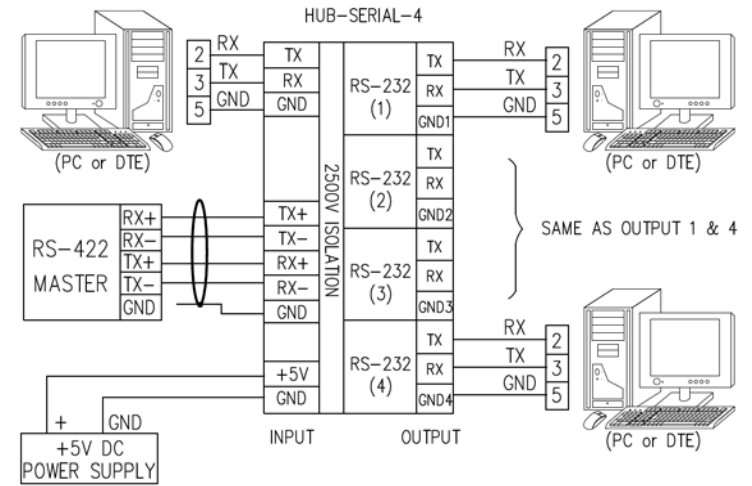 HUB-SERIAL-4
2 RX
3 TX
5 GND
(PC or DTE)
TX
RX
GND
RS-422
MASTER
RX+
RX-
TX+
TX-
GND
TX+
TX-
RX+
RX-
GND
+5V
GND
+ GND
+5V DC
POWER SUPPLY
INPUT
2500V ISOLATION
RS-232
(1)
TX
RX
GND1
RS-232
(2)
TX
RX
GND2
RS-232
(3)
TX
RX
GND3
RS-232
(4)
TX
RX
GND4
OUTPUT
RX 2
TX 3
GND 5
(PC or DTE)
SAME AS OUTPUT 1 & 4
RX 2
TX 3
GND 5
(PC or DTE)